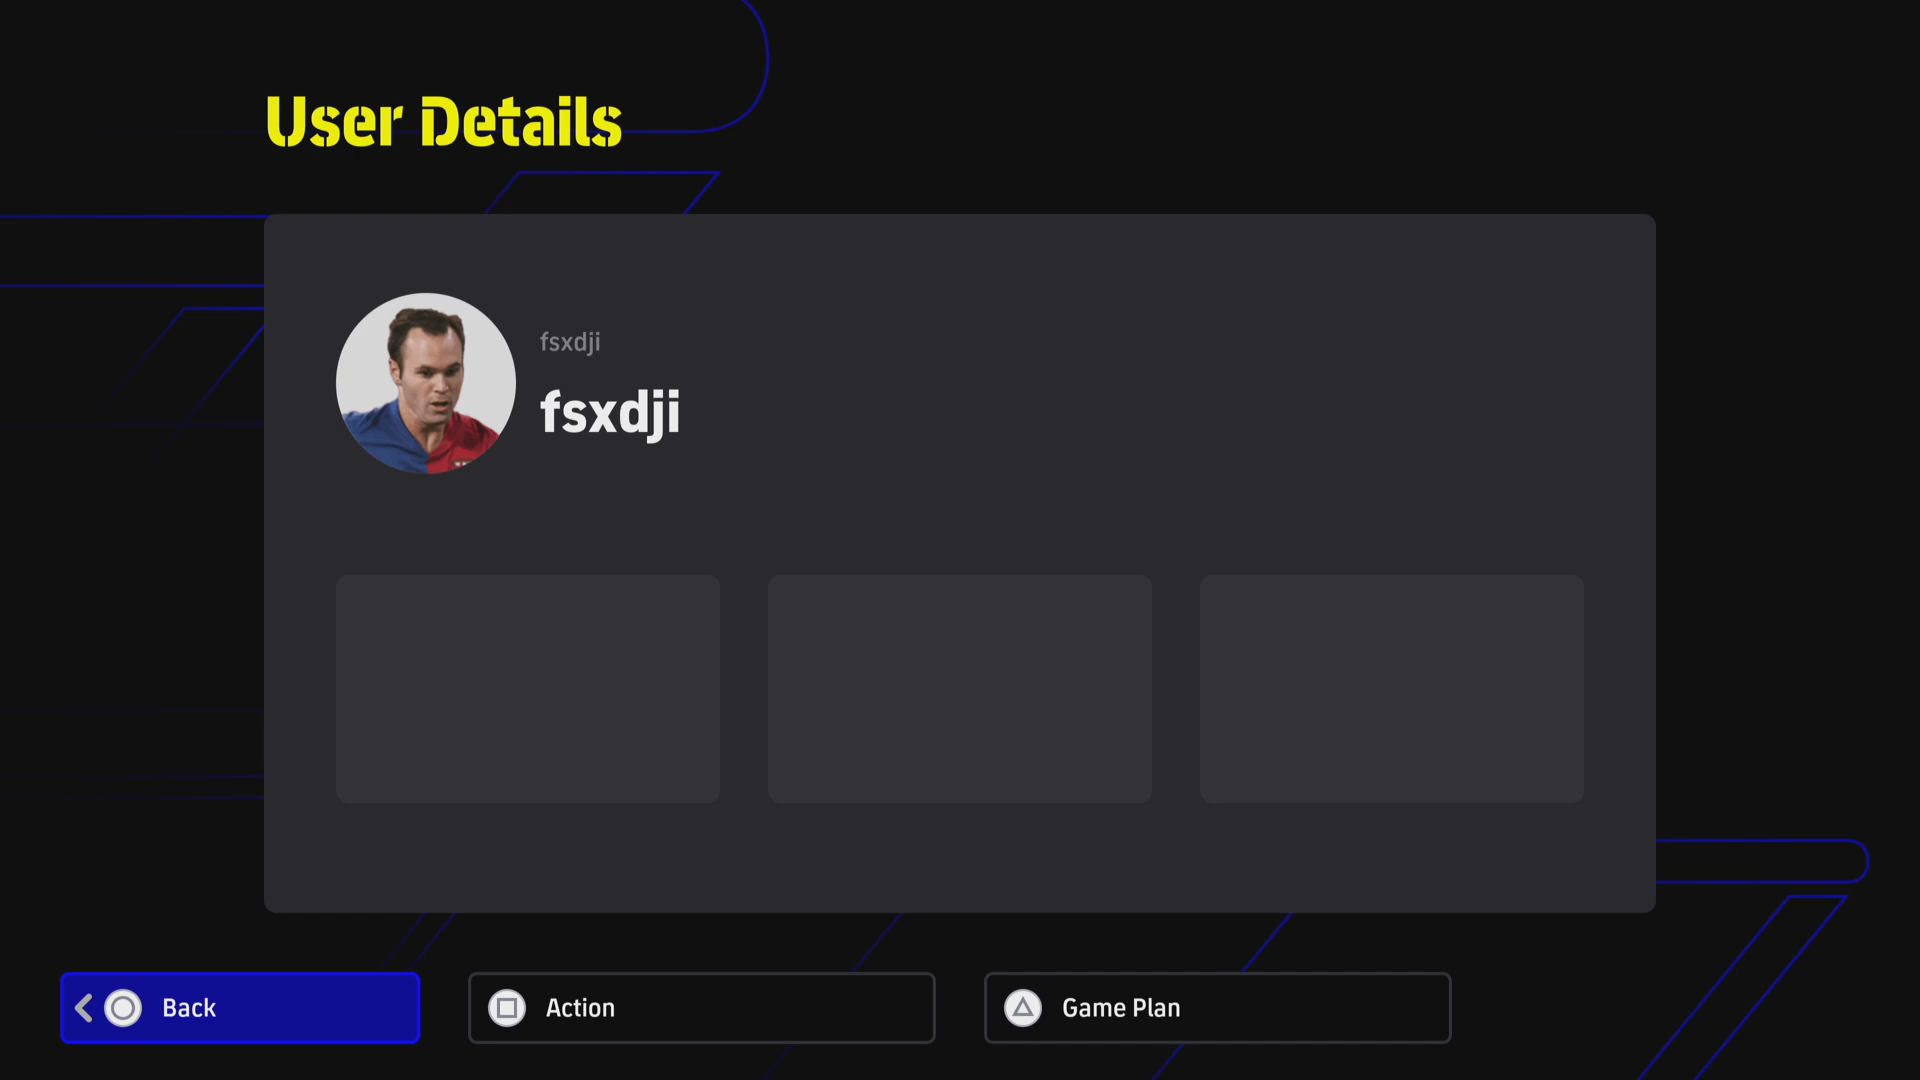 User Details
fsxdji
fsxdji
Back
Action
Game Plan